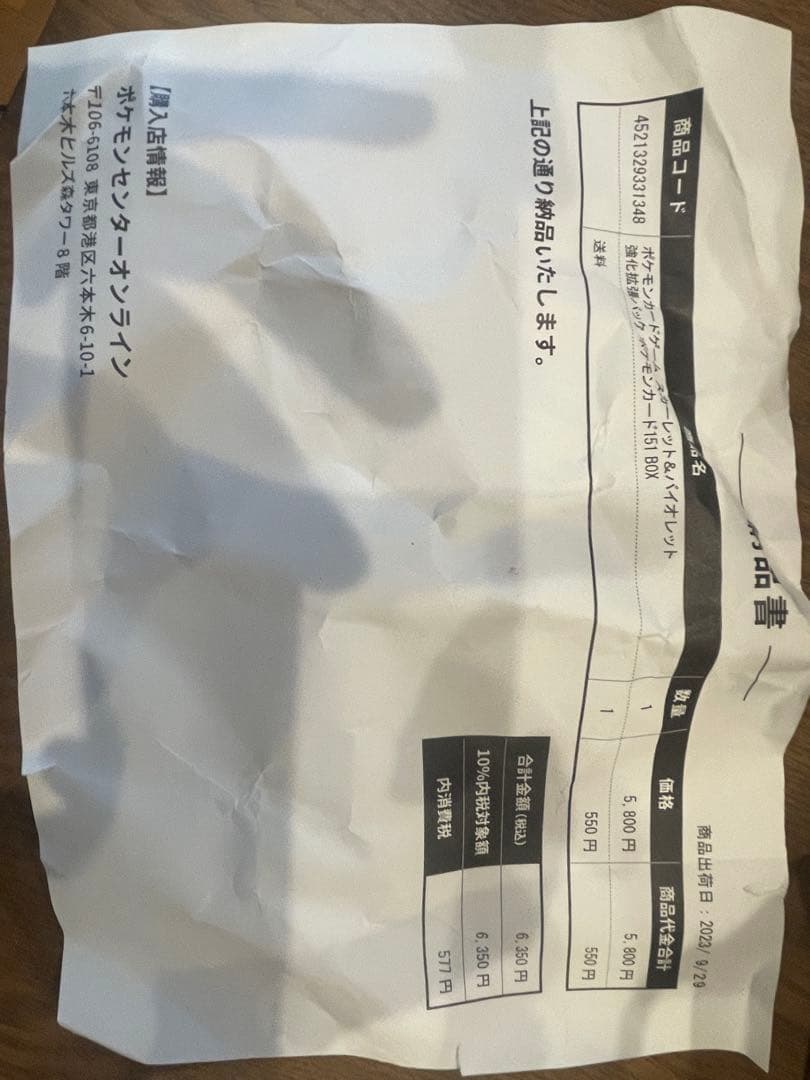 品書
商品出荷日：2023/ 9/29
商品コード 品名 数量 価格 商品代金合計
4521329331348 ポケモンカードゲーム スカーレット&バイオレット
強化拡張パック ポケモンカード151 BOX 1 5,800 円 5,800 円
送料 1 550 円 550 円
上記の通り納品いたします。
合計金額(税込) 6,350 円
10%内税対象額 6,350 円
内消費税 577 円
【購入店情報】
ポケモンセンターオンライン
〒106-6108 東京都港区六本木6-10-1
六本木ヒルズ森タワー8階